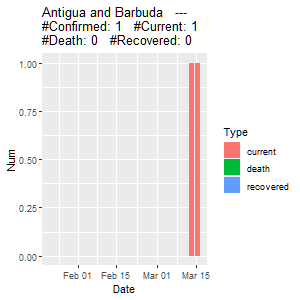 Antigua and Barbuda   ---
#Confirmed: 1   #Current: 1
#Death: 0   #Recovered: 0
1.00
0.75
0.50
0.25
0.00
Num
Feb 01 Feb 15 Mar 01 Mar 15
Date
Type
current
death
recovered